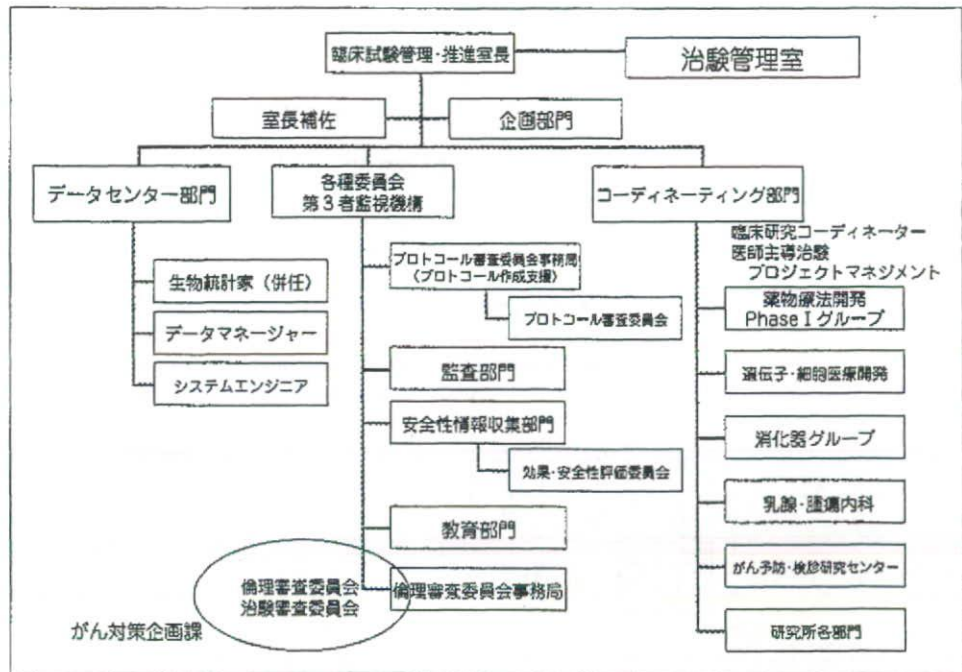 臨床試験管理・推進室長
治験管理室
室長補佐
企画部門
データセンター部門
各種委員会
第3者監視機構
コーディネーティング部門
臨床研究コーディネーター
医師主導治験
プロジェクトマネジメント
生物統計家（併任）
データマネージャー
システムエンジニア
プロトコール審査委員会事務局
（プロトコール作成支援）
プロトコール審査委員会
監査部門
安全性情報収集部門
効果・安全性評価委員会
教育部門
倫理審査委員会事務局
倫理審査委員会
治験審査委員会
がん対策企画課
薬物療法開発
Phase Iグループ
遺伝子・細胞医療開発
消化器グループ
乳腺・腫瘍内科
がん予防・検診研究センター
研究所各部門